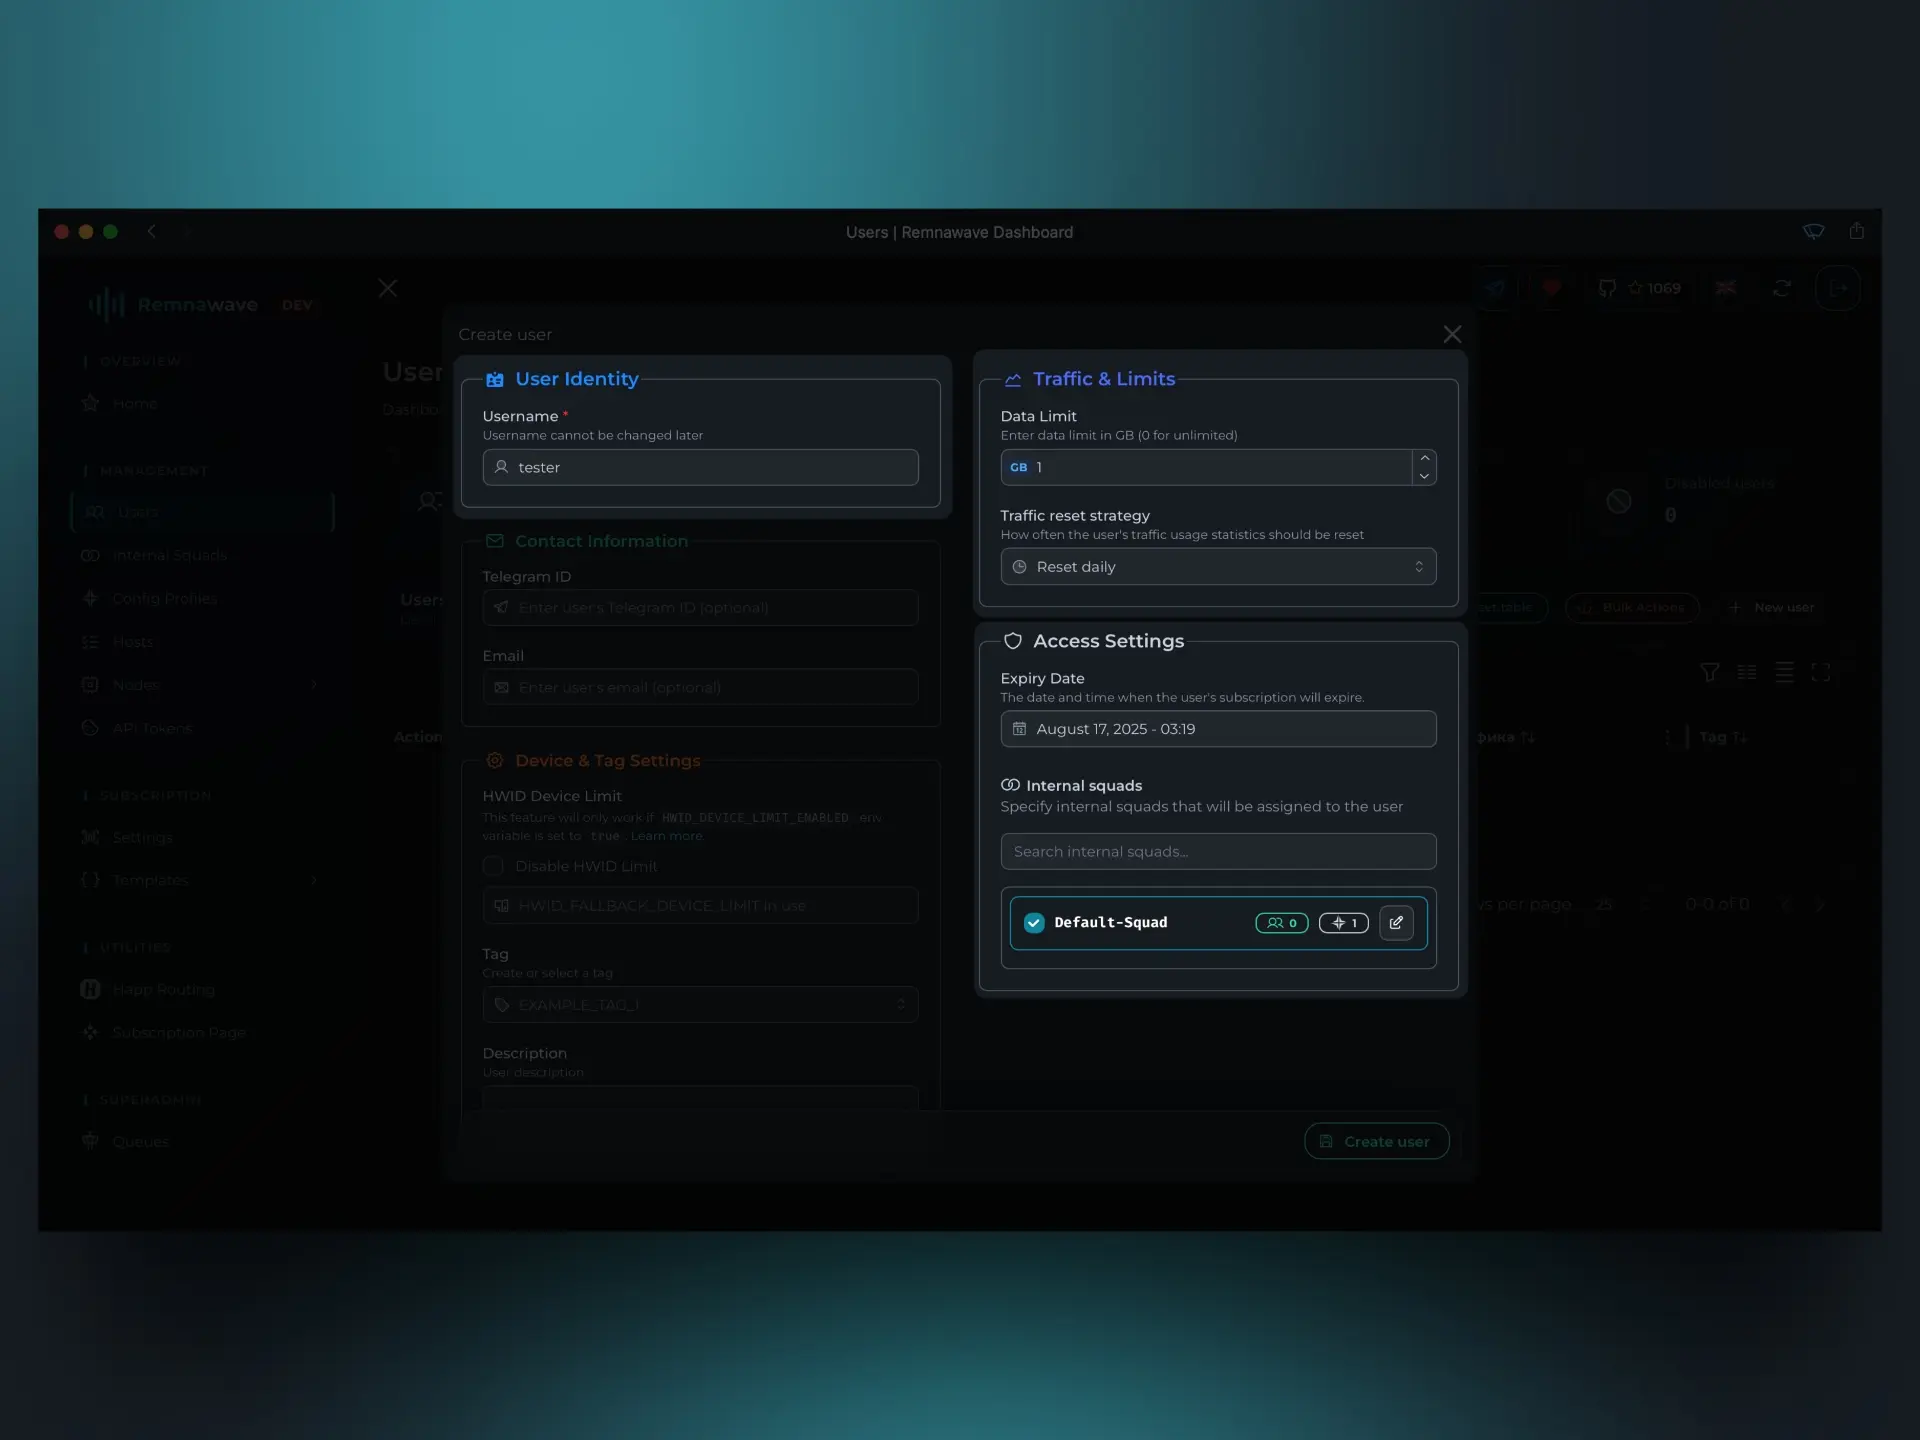 Users | Remnawave Dashboard
Remnawave DEV
1069
OVERVIEW
Home
MANAGEMENT
Users
Internal Squads
Config Profiles
Hosts
Nodes
API Tokens
SUBSCRIPTION
Settings
Templates
UTILITIES
Happ Routing
Subscription Page
SUPERADMIN
Queues
User
Dashbo
Users
Action
Create user
User Identity
Username *
Username cannot be changed later
tester
Contact Information
Telegram ID
Enter user's Telegram ID (optional)
Email
Enter user's email (optional)
Device & Tag Settings
HWID Device Limit
This feature will only work if HWID_DEVICE_LIMIT_ENABLED env
variable is set to true. Learn more.
Disable HWID Limit
HWID_FALLBACK_DEVICE_LIMIT in use
Tag
Create or select a tag
EXAMPLE_TAG_1
Description
User description
Traffic & Limits
Data Limit
Enter data limit in GB (0 for unlimited)
GB 1
Traffic reset strategy
How often the user's traffic usage statistics should be reset
Reset daily
Access Settings
Expiry Date
The date and time when the user's subscription will expire.
August 17, 2025 - 03:19
Internal squads
Specify internal squads that will be assigned to the user
Search internal squads...
Default-Squad 0 1
Create user
Disabled users
0
table
Bulk Actions
New user
фика
Tag
s per page 25 0-0 of 0